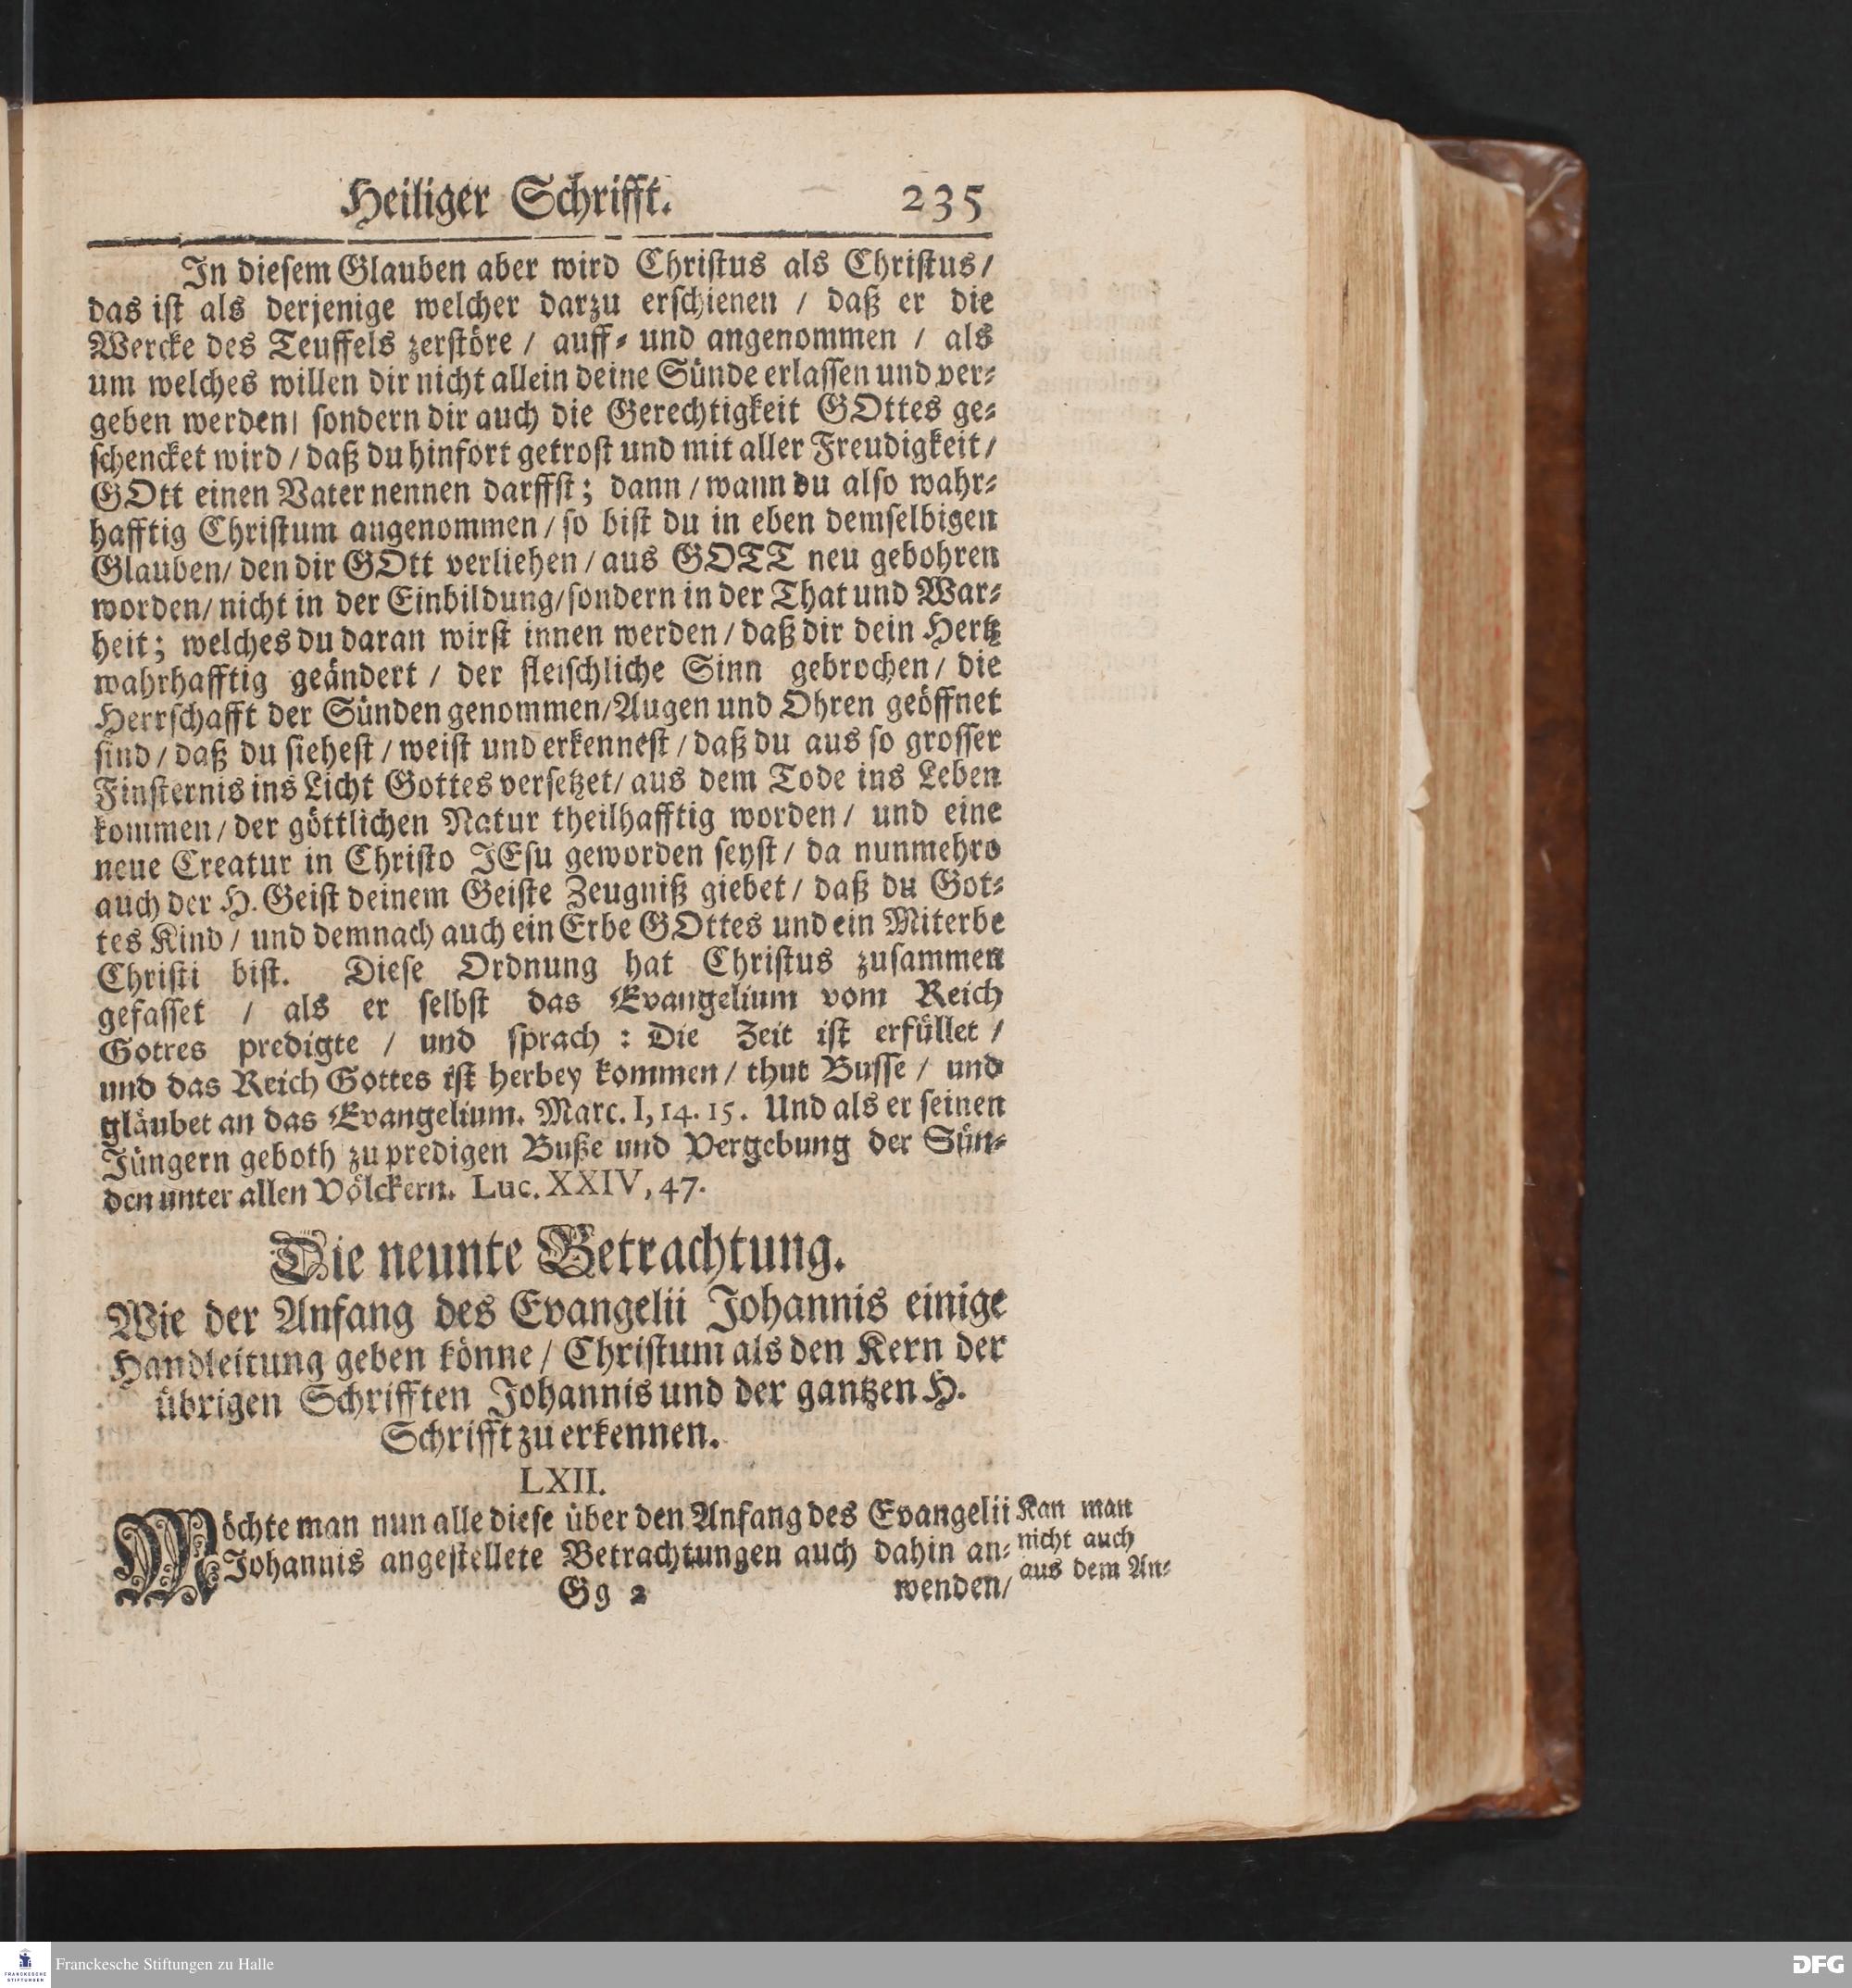 Heiliger Schrifft. 235
In dieſem Glauben aber wird Chriſtus als Chriſtus/
das iſt als derjenige welcher darzu erſchienen / daß er die
Wercke des Teuffels zerſtöre / auff- und angenommen / als
um welches willen dir nicht allein deine Sünde erlaſſen und ver-
geben werden/ ſondern dir auch die Gerechtigkeit GOttes ge-
ſchencket wird / daß du hinfort getroſt und mit aller Freudigkeit/
GOtt einen Vater nennen darffſt; dann / wann du alſo wahr-
hafftig Chriſtum angenommen / ſo biſt du in eben demſelbigen
Glauben/ den dir GOtt verliehen / aus GOTT neu gebohren
worden/ nicht in der Einbildung/ ſondern in der That und War-
heit; welches du daran wirſt innen werden / daß dir dein Hertz
wahrhafftig geändert / der fleiſchliche Sinn gebrochen / die
Herrſchafft der Sünden genommen/ Augen und Ohren geöffnet
ſind / daß du ſieheſt / weiſt und erkenneſt / daß du aus ſo groſſer
Finſternis ins Licht Gottes verſetzet/ aus dem Tode ins Leben
kommen / der göttlichen Natur theilhafftig worden / und eine
neue Creatur in Chriſto JEſu geworden ſeyſt / da nunmehro
auch der H. Geiſt deinem Geiſte Zeugniß giebet / daß du Got-
tes Kind / und demnach auch ein Erbe GOttes und ein Miterbe
Chriſti biſt. Dieſe Ordnung hat Chriſtus zuſammen
gefaſſet / als er ſelbſt das Evangelium vom Reich
Gotres predigte / und ſprach : Die Zeit iſt erfüllet /
und das Reich Gottes iſt herbey kommen / thut Buſſe / und
gläubet an das Evangelium. Marc. I, 14. 15. Und als er ſeinen
Jüngern geboth zu predigen Buße und Vergebung der Sün-
den unter allen Völckern. Luc. XXIV, 47.
Die neunte Betrachtung.
Wie der Anfang des Evangelii Johannis einige
Handleitung geben könne / Chriſtum als den Kern der
übrigen Schrifften Johannis und der gantzen H.
Schrifft zu erkennen.
LXII.
Möchte man nun alle dieſe über den Anfang des Evangelii
Johannis angeſtellete Betrachtungen auch dahin an-
Gg 2 wenden/
Kan man
nicht auch
aus dem An-
FRANCKESCHE
STIFTUNGEN
Franckesche Stiftungen zu Halle
DFG